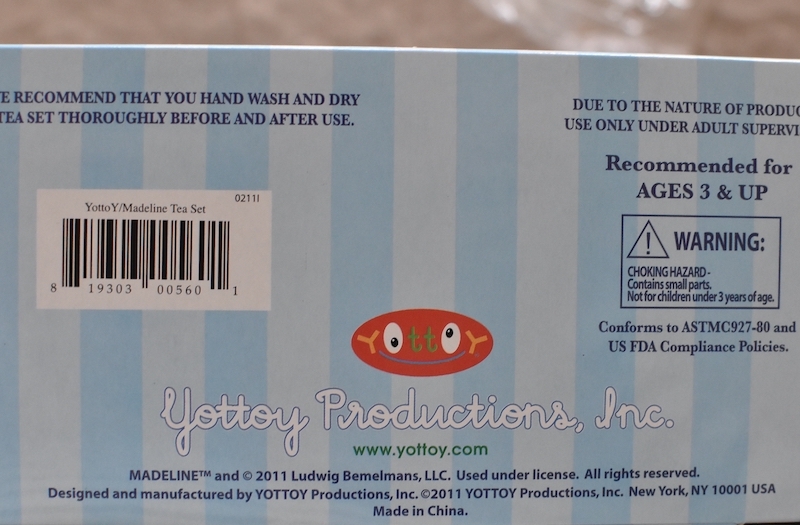 E RECOMMEND THAT YOU HAND WASH AND DRY
TEA SET THOROUGHLY BEFORE AND AFTER USE.
DUE TO THE NATURE OF PRODUC
USE ONLY UNDER ADULT SUPERVI
Recommended for
AGES 3 & UP
02111
YottoY/Madeline Tea Set
8 19303 00560 1
WARNING:
CHOKING HAZARD-
Contains small parts.
Not for children under 3 years of age.
Conforms to ASTMC927-80 and
US FDA Compliance Policies.
YOttOY
Yottoy Productions, Inc.
www.yottoy.com
MADELINE™ and © 2011 Ludwig Bemelmans, LLC. Used under license. All rights reserved.
Designed and manufactured by YOTTOY Productions, Inc. ©2011 YOTTOY Productions, Inc. New York, NY 10001 USA
Made in China.